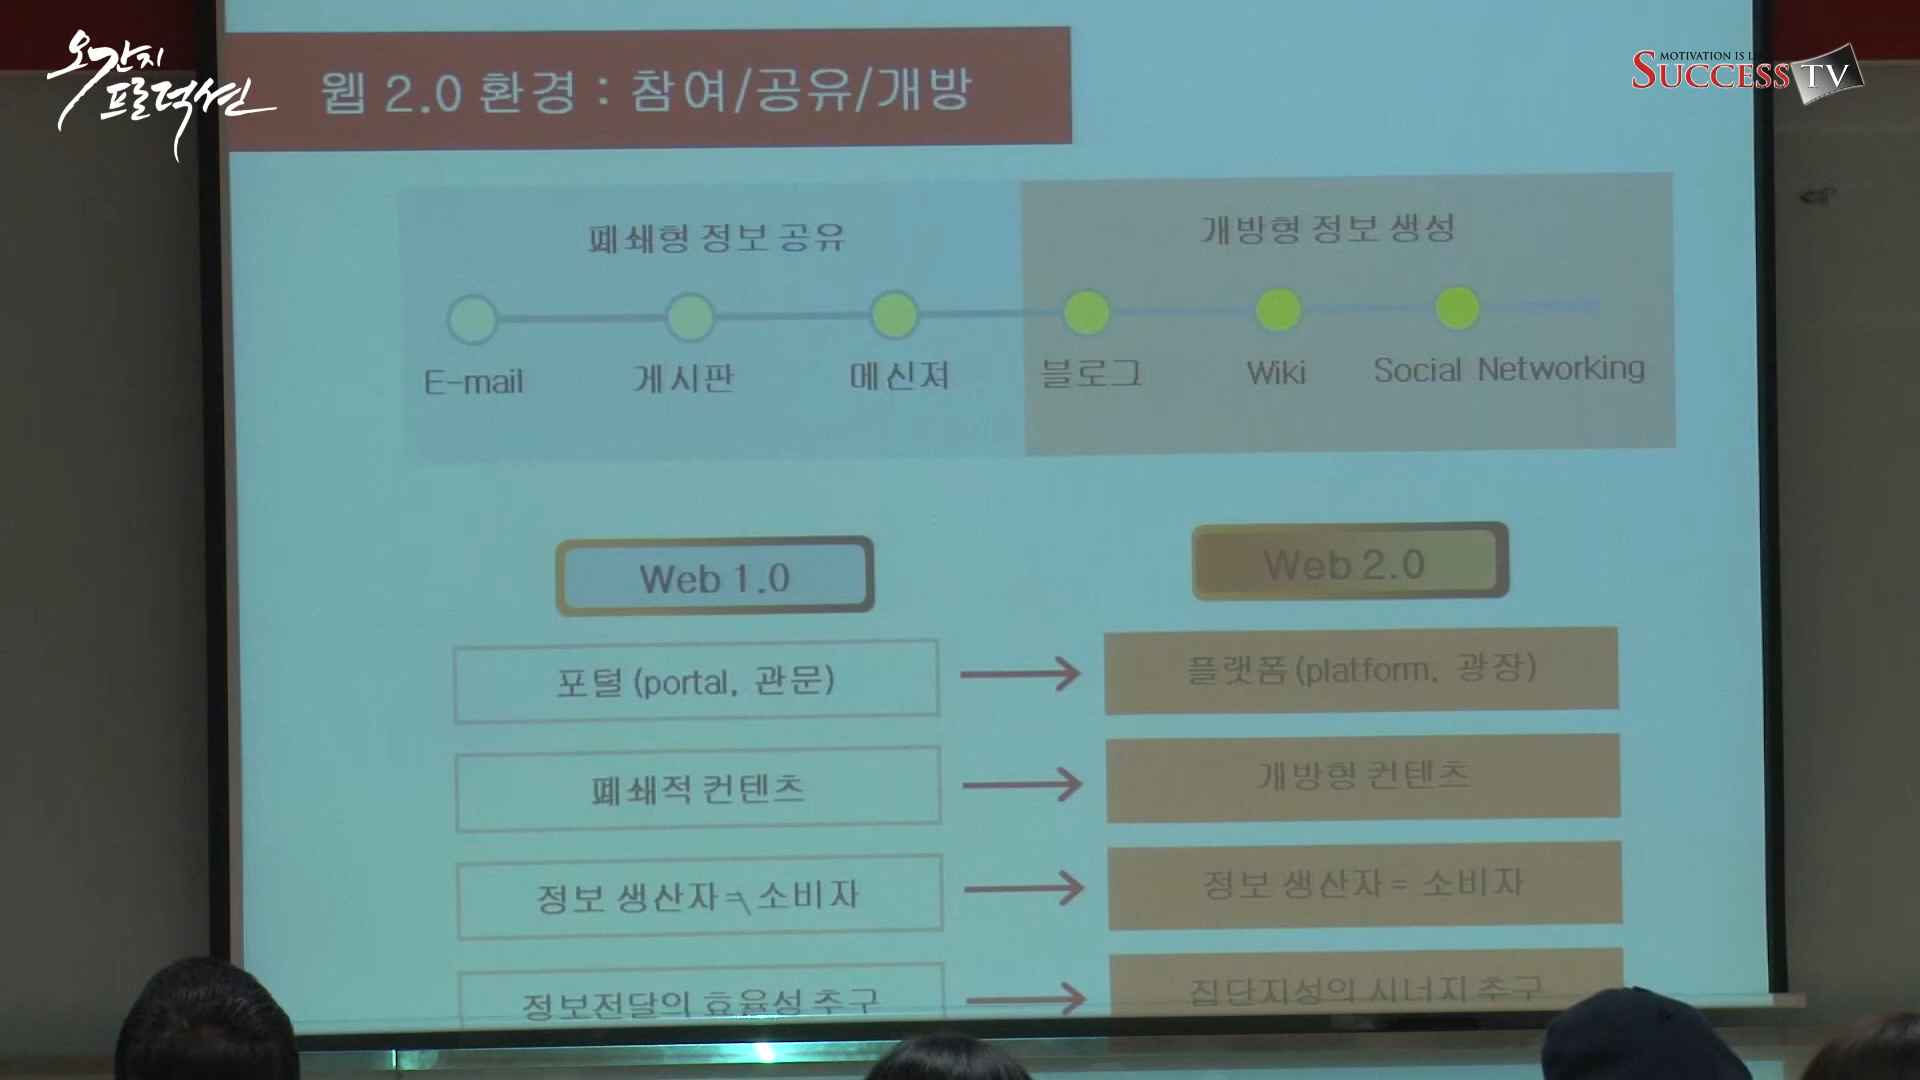 오간지
프로덕션
MOTIVATION IS
SUCCESS TV
웹 2.0 환경 : 참여/공유/개방
폐쇄형 정보 공유
개방형 정보 생성
E-mail
게시판
메신저
블로그
Wiki
Social Networking
Web 1.0
Web 2.0
포털 (portal, 관문)
플랫폼 (platform, 광장)
폐쇄적 컨텐츠
개방형 컨텐츠
정보 생산자 =\ 소비자
정보 생산자 = 소비자
정보전달의 효율성 추구
집단지성의 시너지 추구